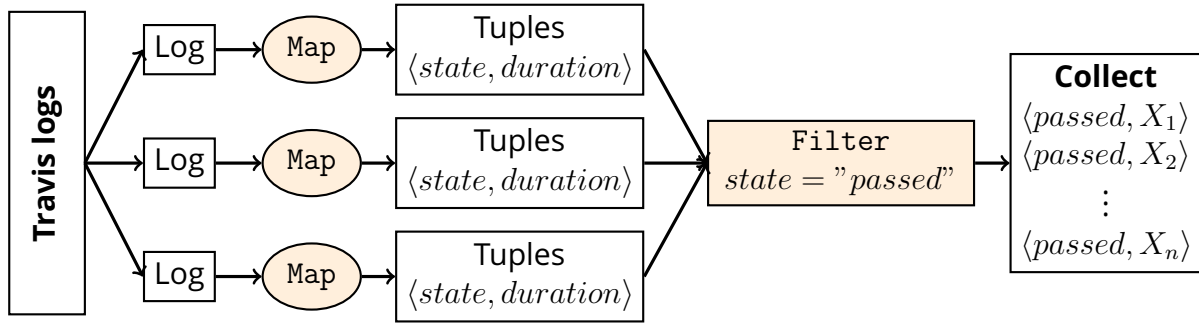 Travis logs
Log
Map
Tuples
⟨state, duration⟩
Log
Map
Tuples
⟨state, duration⟩
Log
Map
Tuples
⟨state, duration⟩
Filter
state = ”passed”
Collect
⟨passed, X₁⟩
⟨passed, X₂⟩
⋮
⟨passed, Xₙ⟩